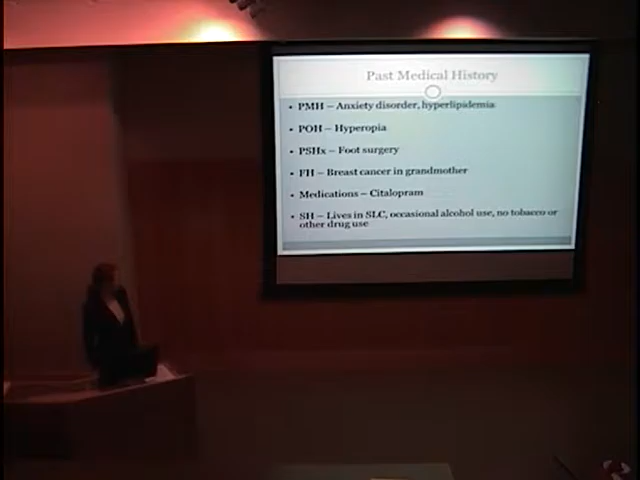 Past Medical History
• PMH – Anxiety disorder, hyperlipidemia
• POH – Hyperopia
• PSHx – Foot surgery
• FH – Breast cancer in grandmother
• Medications – Citalopram
• SH – Lives in SLC, occasional alcohol use, no tobacco or
other drug use